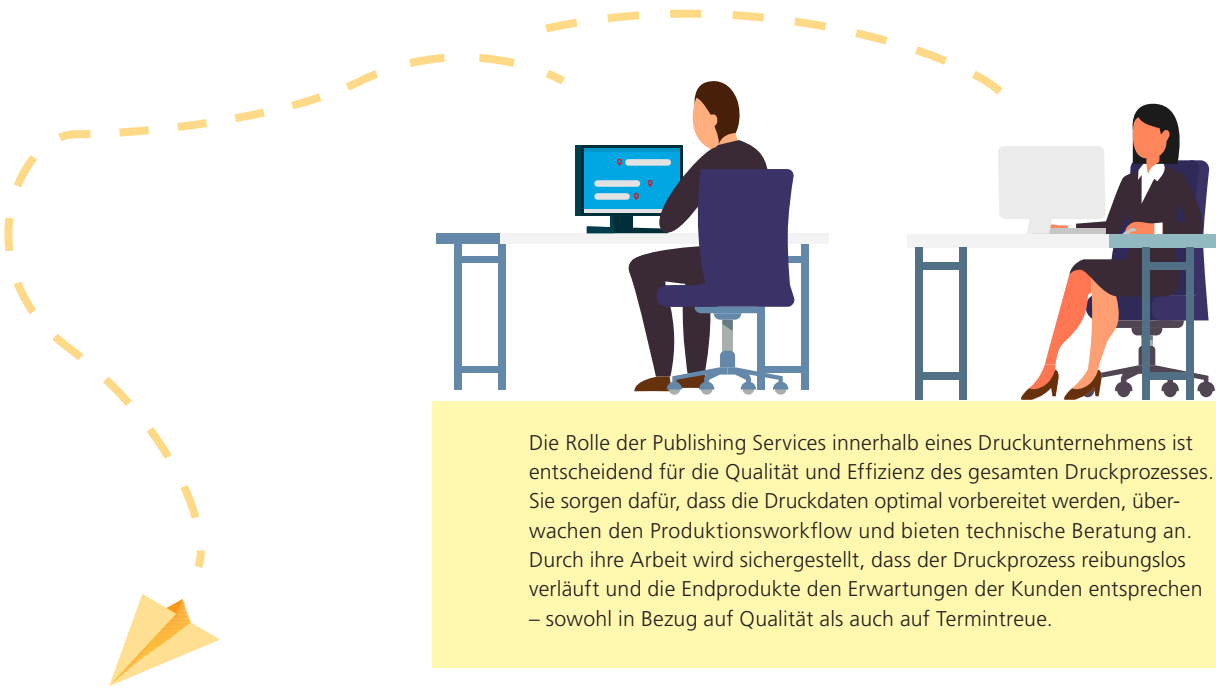 Die Rolle der Publishing Services innerhalb eines Druckunternehmens ist
entscheidend für die Qualität und Effizienz des gesamten Druckprozesses.
Sie sorgen dafür, dass die Druckdaten optimal vorbereitet werden, über-
wachen den Produktionsworkflow und bieten technische Beratung an.
Durch ihre Arbeit wird sichergestellt, dass der Druckprozess reibungslos
verläuft und die Endprodukte den Erwartungen der Kunden entsprechen
– sowohl in Bezug auf Qualität als auch auf Termintreue.